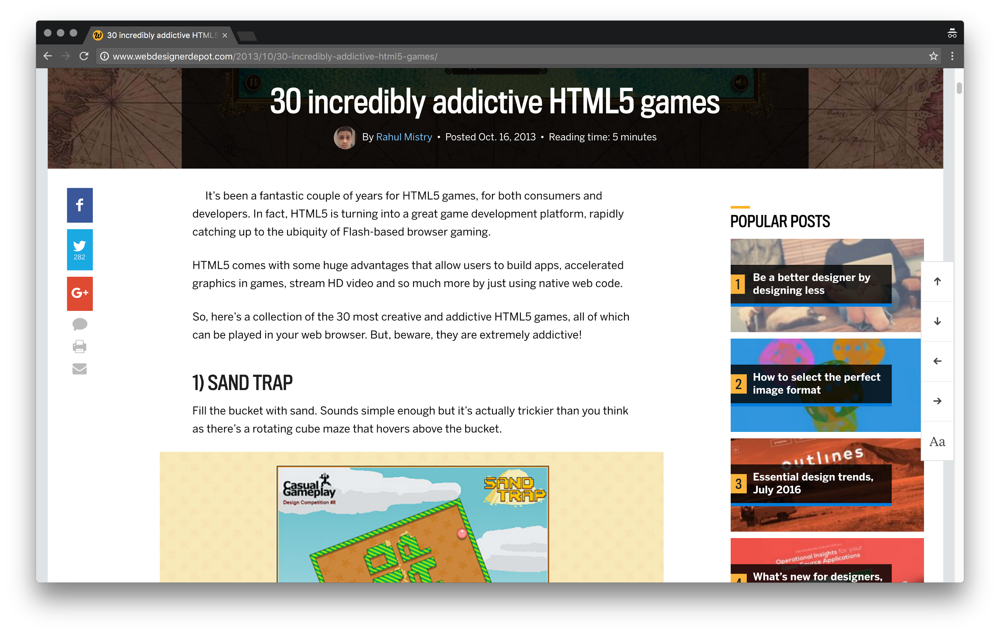 30 incredibly addictive HTML5
www.webdesignerdepot.com/2013/10/30-incredibly-addictive-html5-games/
30 incredibly addictive HTML5 games
By Rahul Mistry • Posted Oct. 16, 2013 • Reading time: 5 minutes
282
G+
It’s been a fantastic couple of years for HTML5 games, for both consumers and
developers. In fact, HTML5 is turning into a great game development platform, rapidly
catching up to the ubiquity of Flash-based browser gaming.
HTML5 comes with some huge advantages that allow users to build apps, accelerated
graphics in games, stream HD video and so much more by just using native web code.
So, here’s a collection of the 30 most creative and addictive HTML5 games, all of which
can be played in your web browser. But, beware, they are extremely addictive!
1) SAND TRAP
Fill the bucket with sand. Sounds simple enough but it’s actually trickier than you think
as there’s a rotating cube maze that hovers above the bucket.
Casual
Gameplay
Design Competition #8
SAND
TRAP
POPULAR POSTS
1 Be a better designer by
designing less
2 How to select the perfect
image format
outlines
3 Essential design trends,
July 2016
Operational Insights for your
Open Source Applications
4 What’s new for designers,
Aa